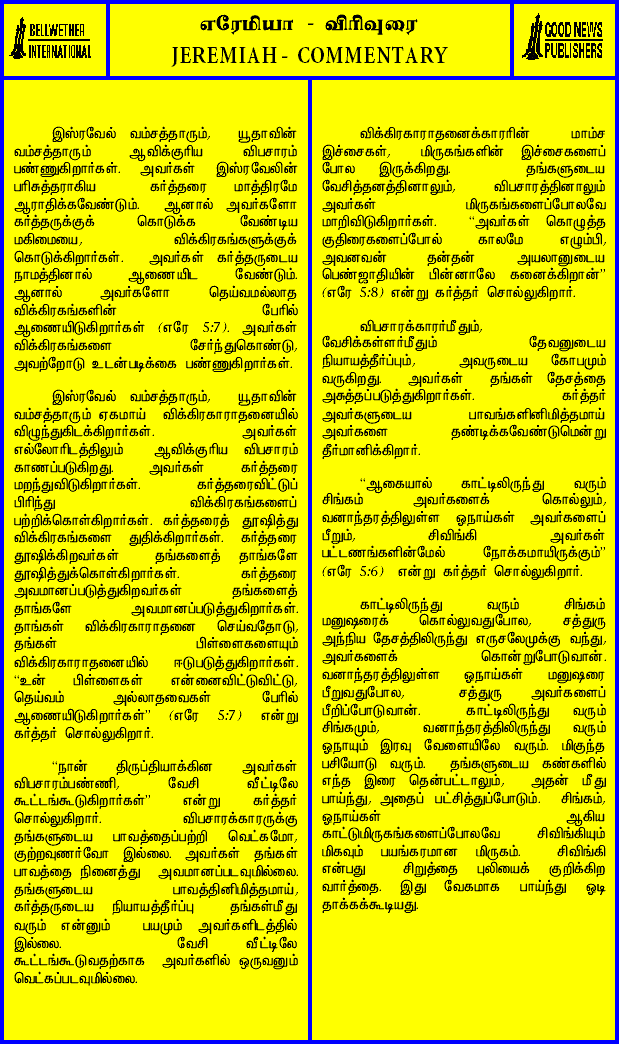 BELLWETHER
INTERNATIONAL
எரேமியா - விரிவுரை
JEREMIAH - COMMENTARY
GOOD NEWS
PUBLISHERS
இஸ்ரவேல் வம்சத்தாரும், யூதாவின்
வம்சத்தாரும் ஆவிக்குரிய விபசாரம்
பண்ணுகிறார்கள். அவர்கள் இஸ்ரவேலின்
பரிசுத்தராகிய கர்த்தரை மாத்திரமே
ஆராதிக்கவேண்டும். ஆனால் அவர்களோ
கர்த்தருக்குக் கொடுக்க வேண்டிய
மகிமையை, விக்கிரகங்களுக்குக்
கொடுக்கிறார்கள். அவர்கள் கர்த்தருடைய
நாமத்தினால் ஆணையிட வேண்டும்.
ஆனால் அவர்களோ தெய்வமல்லாத
விக்கிரகங்களின் பேரில்
ஆணையிடுகிறார்கள் (எரே 5:7). அவர்கள்
விக்கிரகங்களை சேர்ந்துகொண்டு,
அவற்றோடு உடன்படிக்கை பண்ணுகிறார்கள்.
இஸ்ரவேல் வம்சத்தாரும், யூதாவின்
வம்சத்தாரும் ஏகமாய் விக்கிரகாராதனையில்
விழுந்துகிடக்கிறார்கள். அவர்கள்
எல்லோரிடத்திலும் ஆவிக்குரிய விபசாரம்
காணப்படுகிறது. அவர்கள் கர்த்தரை
மறந்துவிடுகிறார்கள். கர்த்தரைவிட்டுப்
பிரிந்து விக்கிரகங்களைப்
பற்றிக்கொள்கிறார்கள். கர்த்தரைத் தூஷித்து
விக்கிரகங்களை துதிக்கிறார்கள். கர்த்தரை
தூஷிக்கிறவர்கள் தங்களைத் தாங்களே
தூஷித்துக்கொள்கிறார்கள். கர்த்தரை
அவமானப்படுத்துகிறவர்கள் தங்களைத்
தாங்களே அவமானப்படுத்துகிறார்கள்.
தாங்கள் விக்கிரகாராதனை செய்வதோடு,
தங்கள் பிள்ளைகளையும்
விக்கிரகாராதனையில் ஈடுபடுத்துகிறார்கள்.
“உன் பிள்ளைகள் என்னைவிட்டுவிட்டு,
தெய்வம் அல்லாதவைகள் பேரில்
ஆணையிடுகிறார்கள்” (எரே 5:7) என்று
கர்த்தர் சொல்லுகிறார்.
“நான் திருப்தியாக்கின அவர்கள்
விபசாரம்பண்ணி, வேசி வீட்டிலே
கூட்டங்கூடுகிறார்கள்” என்று கர்த்தர்
சொல்லுகிறார். விபசாரக்காரருக்கு
தங்களுடைய பாவத்தைப்பற்றி வெட்கமோ,
குற்றவுணர்வோ இல்லை. அவர்கள் தங்கள்
பாவத்தை நினைத்து அவமானப்படவுமில்லை.
தங்களுடைய பாவத்தினிமித்தமாய்,
கர்த்தருடைய நியாயத்தீர்ப்பு தங்கள்மீது
வரும் என்னும் பயமும் அவர்களிடத்தில்
இல்லை. வேசி வீட்டிலே
கூட்டங்கூடுவதற்காக அவர்களில் ஒருவனும்
வெட்கப்படவுமில்லை.
விக்கிரகாராதனைக்காரரின் மாம்ச
இச்சைகள், மிருகங்களின் இச்சைகளைப்
போல இருக்கிறது. தங்களுடைய
வேசித்தனத்தினாலும், விபசாரத்தினாலும்
அவர்கள் மிருகங்களைப்போலவே
மாறிவிடுகிறார்கள். “அவர்கள் கொழுத்த
குதிரைகளைப்போல் காலமே எழும்பி,
அவனவன் தன்தன் அயலானுடைய
பெண்ஜாதியின் பின்னாலே கனைக்கிறான்”
(எரே 5:8) என்று கர்த்தர் சொல்லுகிறார்.
விபசாரக்காரர்மீதும்,
வேசிக்கள்ளர்மீதும் தேவனுடைய
நியாயத்தீர்ப்பும், அவருடைய கோபமும்
வருகிறது. அவர்கள் தங்கள் தேசத்தை
அசுத்தப்படுத்துகிறார்கள். கர்த்தர்
அவர்களுடைய பாவங்களினிமித்தமாய்
அவர்களை தண்டிக்கவேண்டுமென்று
தீர்மானிக்கிறார்.
“ஆகையால் காட்டிலிருந்து வரும்
சிங்கம் அவர்களைக் கொல்லும்,
வனாந்தரத்திலுள்ள ஓநாய்கள் அவர்களைப்
பீறும், சிவிங்கி அவர்கள்
பட்டணங்களின்மேல் நோக்கமாயிருக்கும்”
(எரே 5:6) என்று கர்த்தர் சொல்லுகிறார்.
காட்டிலிருந்து வரும் சிங்கம்
மனுஷரைக் கொல்லுவதுபோல, சத்துரு
அந்நிய தேசத்திலிருந்து எருசலேமுக்கு வந்து,
அவர்களைக் கொன்றுபோடுவான்.
வனாந்தரத்திலுள்ள ஓநாய்கள் மனுஷரை
பீறுவதுபோல, சத்துரு அவர்களைப்
பீறிப்போடுவான். காட்டிலிருந்து வரும்
சிங்கமும், வனாந்தரத்திலிருந்து வரும்
ஓநாயும் இரவு வேளையிலே வரும். மிகுந்த
பசியோடு வரும். தங்களுடைய கண்களில்
எந்த இரை தென்பட்டாலும், அதன் மீது
பாய்ந்து, அதைப் பட்சித்துப்போடும். சிங்கம்,
ஓநாய்கள் ஆகிய
காட்டுமிருகங்களைப்போலவே சிவிங்கியும்
மிகவும் பயங்கரமான மிருகம். சிவிங்கி
என்பது சிறுத்தை புலியைக் குறிக்கிற
வார்த்தை. இது வேகமாக பாய்ந்து ஓடி
தாக்கக்கூடியது.